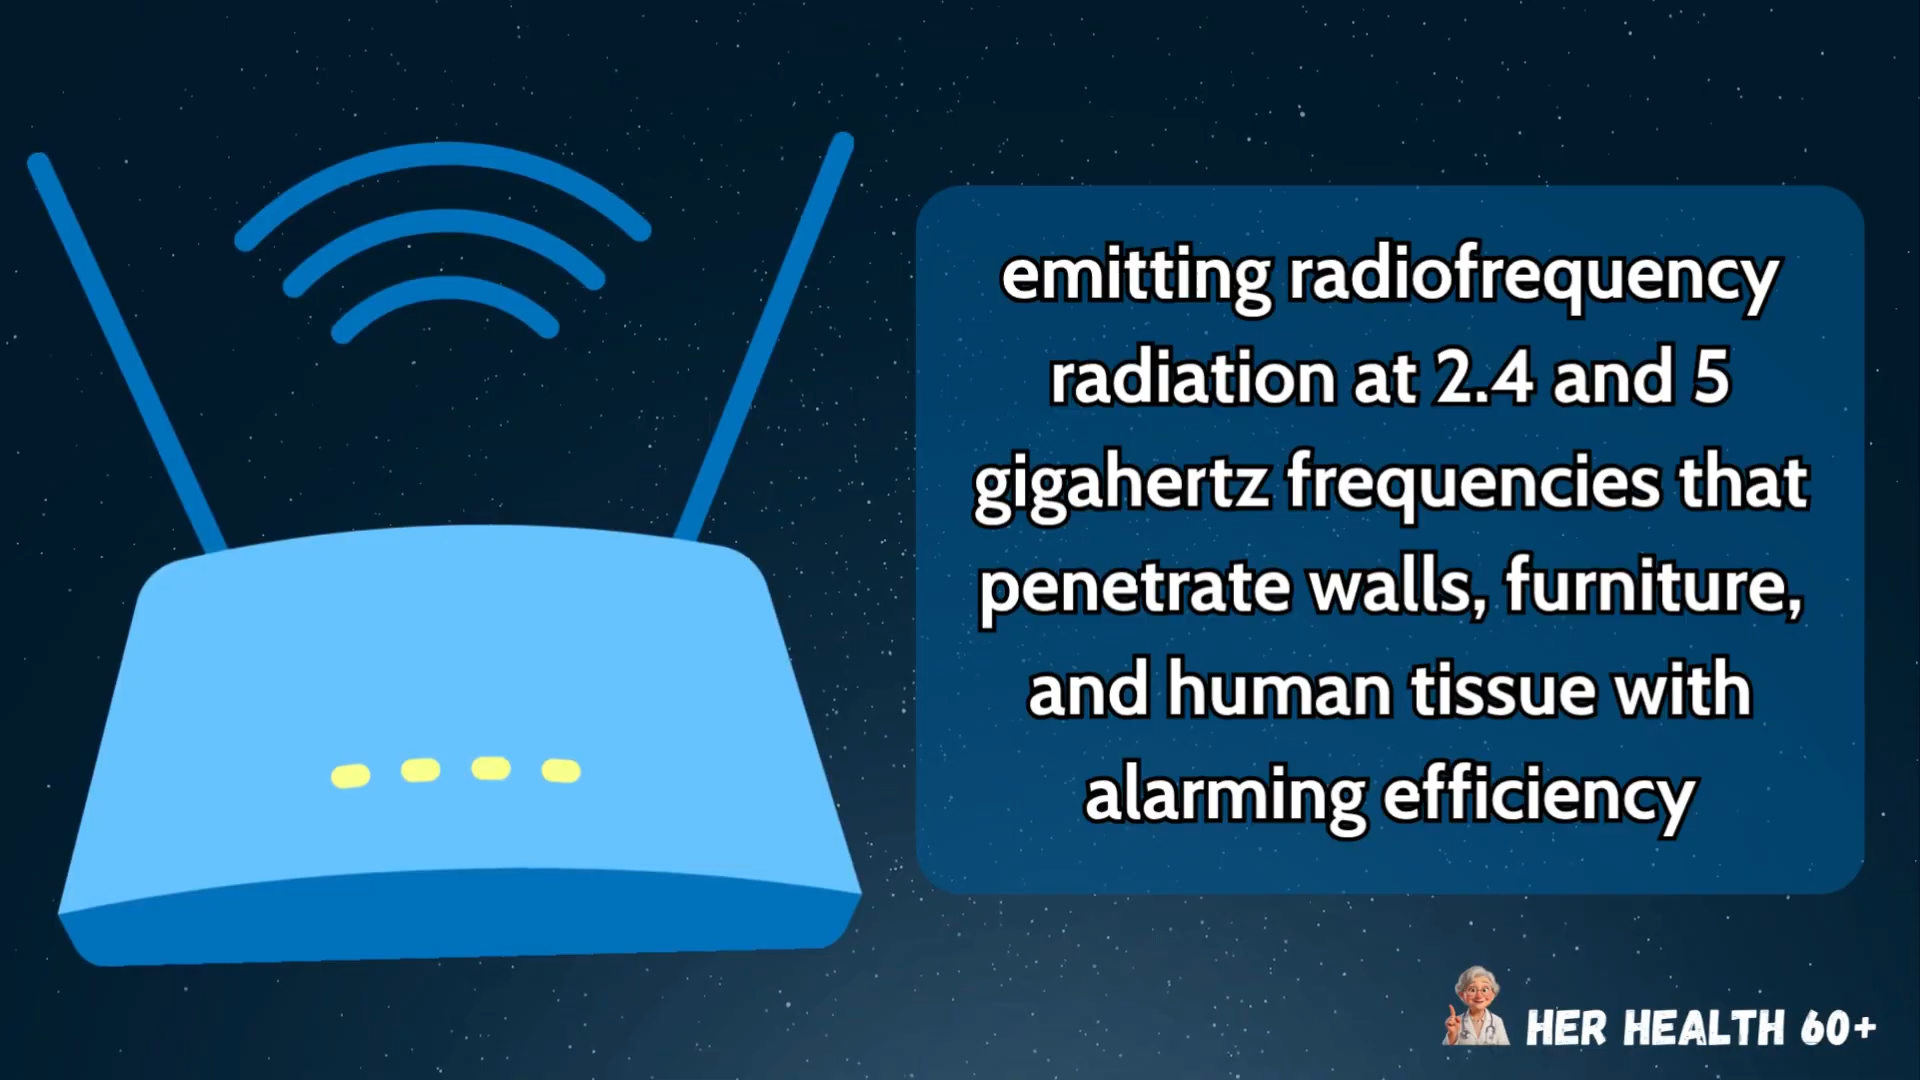 emitting radiofrequency
radiation at 2.4 and 5
gigahertz frequencies that
penetrate walls, furniture,
and human tissue with
alarming efficiency
HER HEALTH 60+